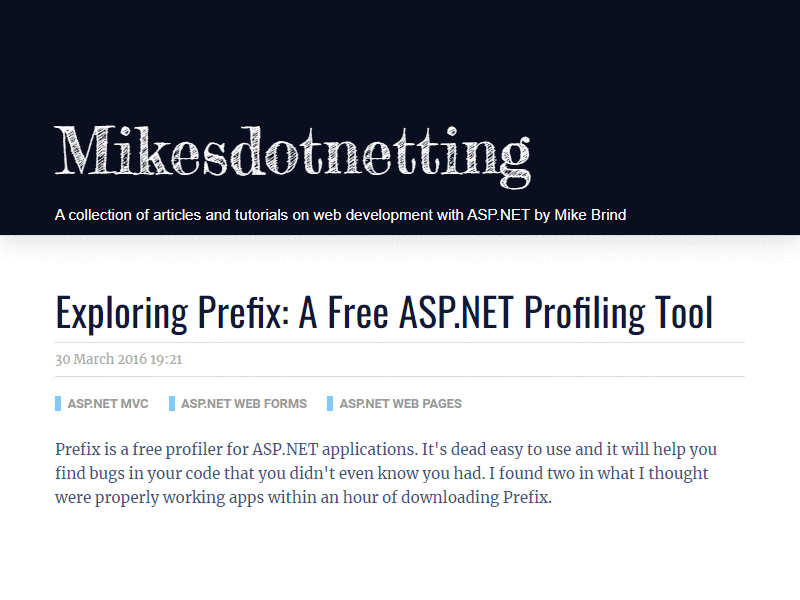 Mikesdotnetting
A collection of articles and tutorials on web development with ASP.NET by Mike Brind
Exploring Prefix: A Free ASP.NET Profiling Tool
30 March 2016 19:21
ASP.NET MVC ASP.NET WEB FORMS ASP.NET WEB PAGES
Prefix is a free profiler for ASP.NET applications. It's dead easy to use and it will help you
find bugs in your code that you didn't even know you had. I found two in what I thought
were properly working apps within an hour of downloading Prefix.